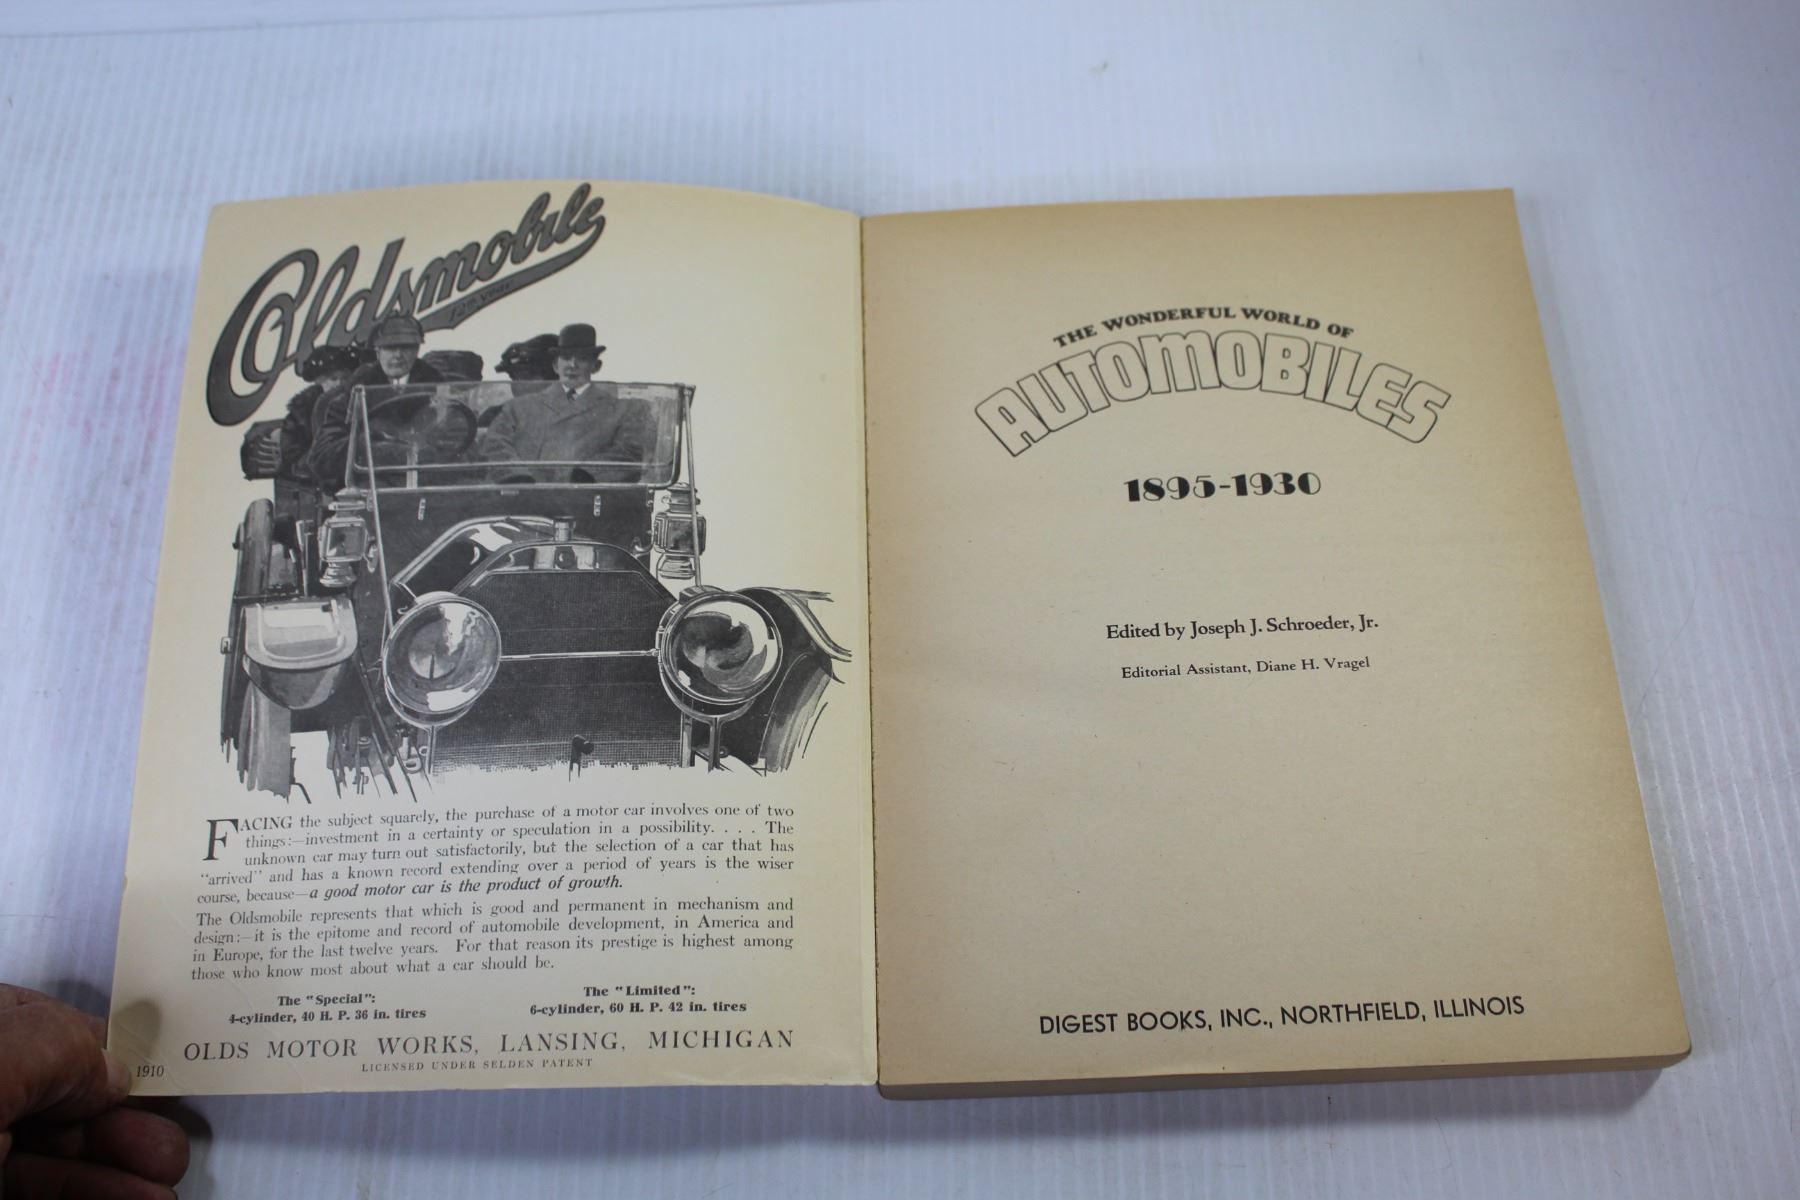 Oldsmobile
12th year
FACING the subject squarely, the purchase of a motor car involves one of two
things:—investment in a certainty or speculation in a possibility. . . . The
unknown car may turn out satisfactorily, but the selection of a car that has
"arrived" and has a known record extending over a period of years is the wiser
course, because—a good motor car is the product of growth.
The Oldsmobile represents that which is good and permanent in mechanism and
design:—it is the epitome and record of automobile development, in America and
in Europe, for the last twelve years. For that reason its prestige is highest among
those who know most about what a car should be.
The "Special":
4-cylinder, 40 H. P. 36 in. tires
The "Limited":
6-cylinder, 60 H. P. 42 in. tires
OLDS MOTOR WORKS, LANSING, MICHIGAN
LICENSED UNDER SELDEN PATENT
1910
THE WONDERFUL WORLD OF
AUTOMOBILES
1895-1930
Edited by Joseph J. Schroeder, Jr.
Editorial Assistant, Diane H. Vragel
DIGEST BOOKS, INC., NORTHFIELD, ILLINOIS